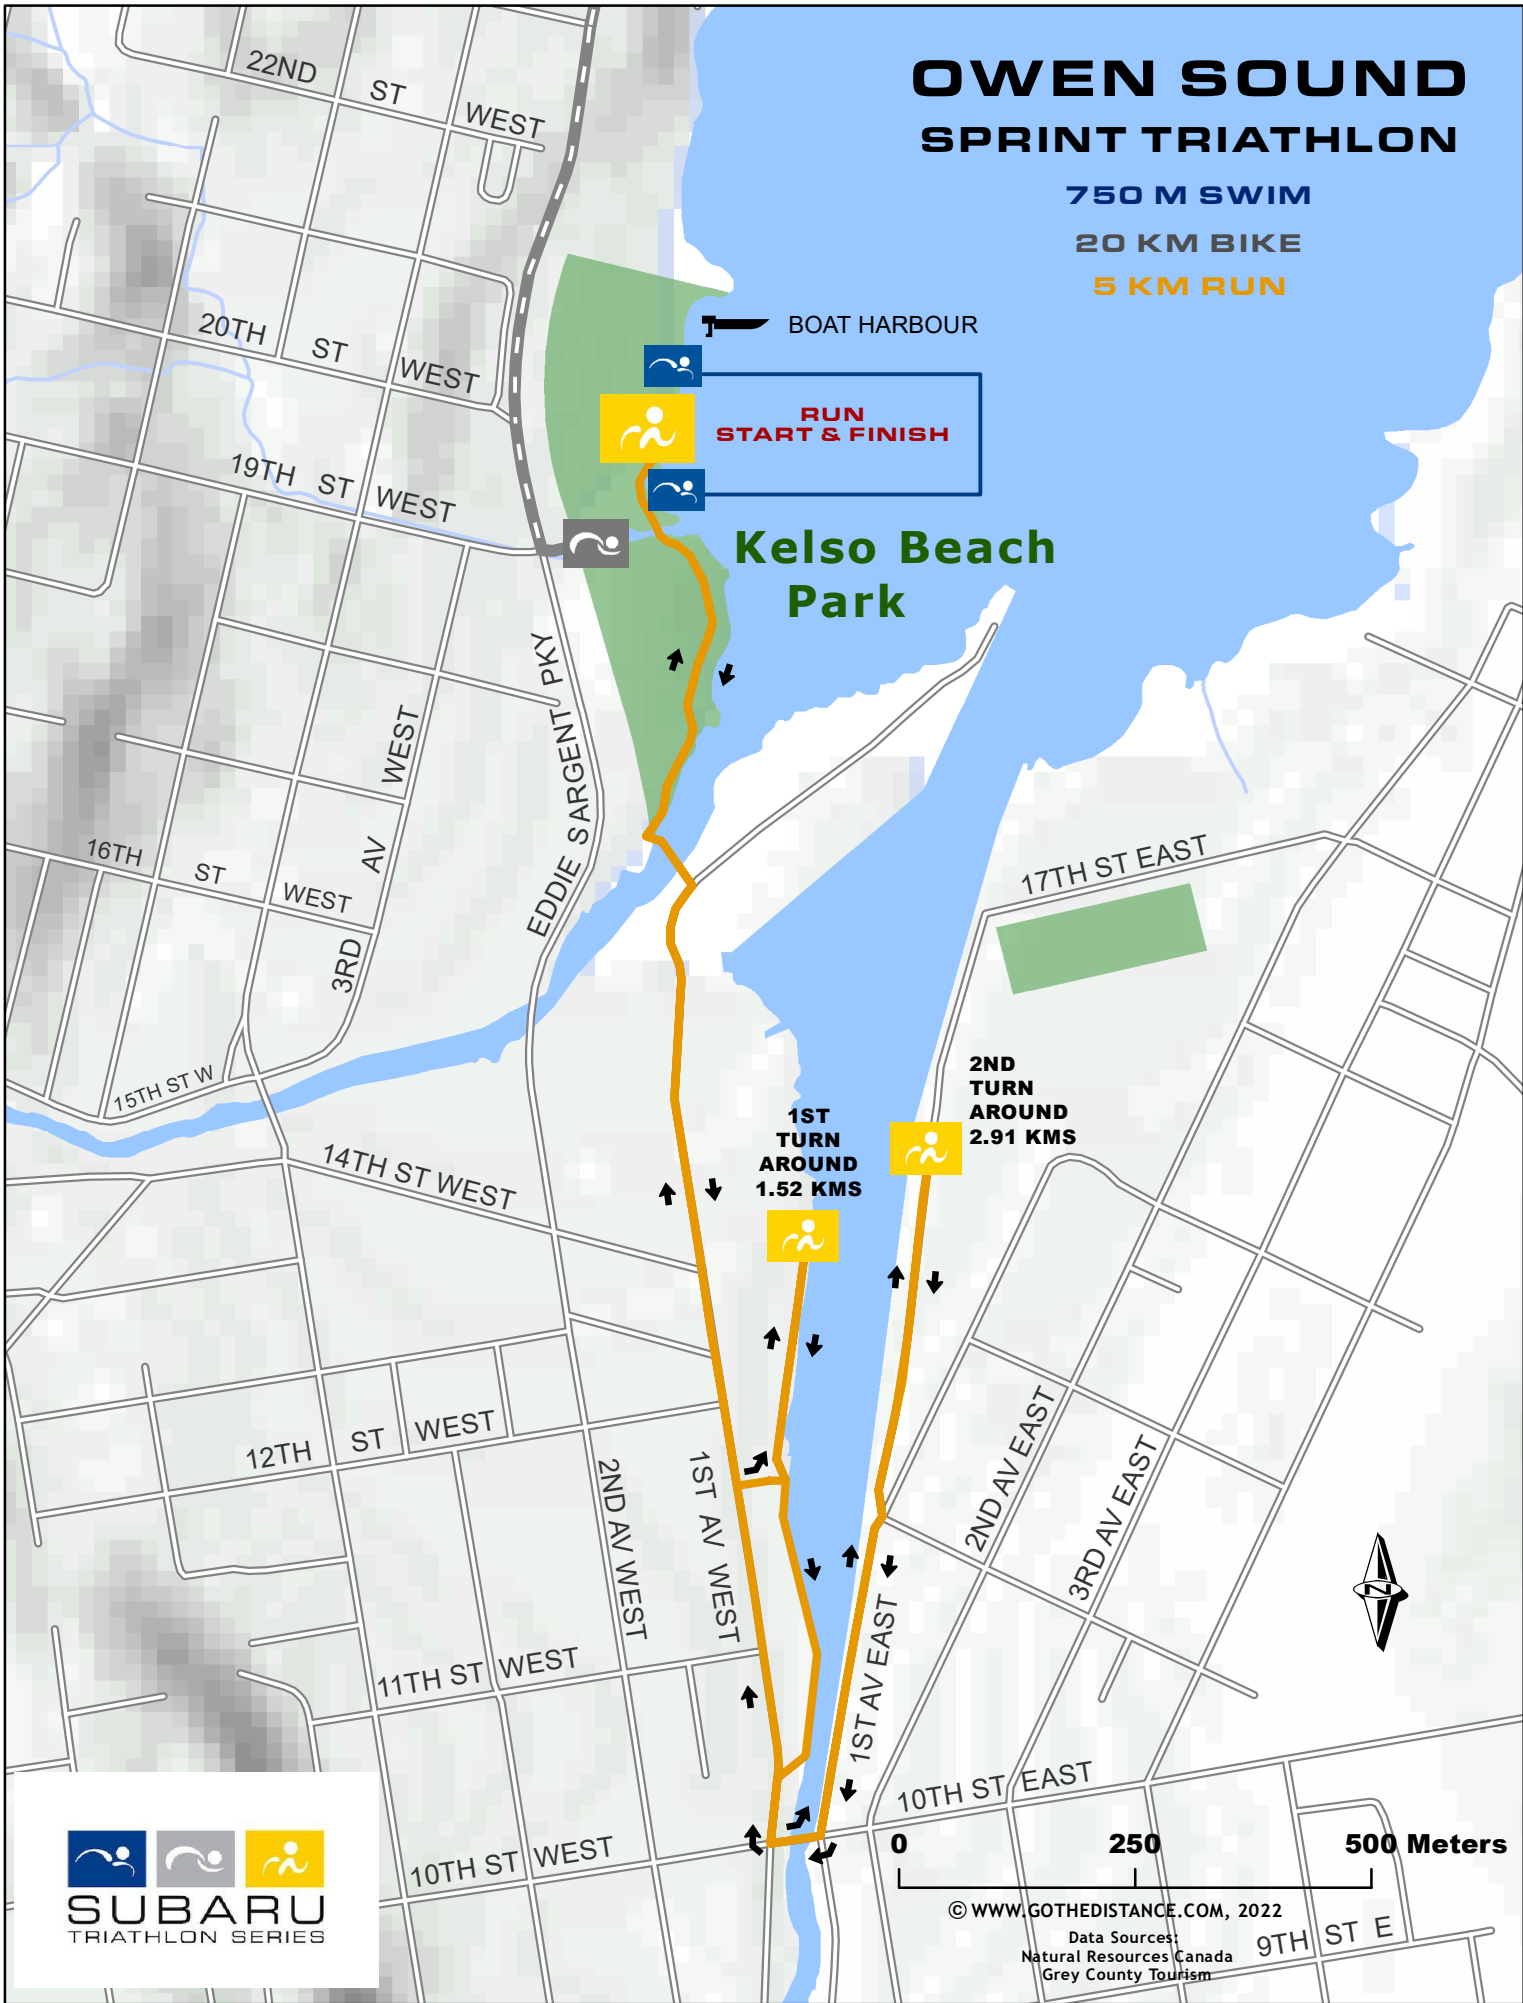 OWEN SOUND
SPRINT TRIATHLON
750 M SWIM
20 KM BIKE
5 KM RUN
22ND ST WEST
BOAT HARBOUR
20TH ST WEST
RUN
START & FINISH
19TH ST WEST
Kelso Beach
Park
EDDIE SARGENT PKY
3RD AV WEST
16TH ST WEST
17TH ST EAST
15TH ST W
2ND
TURN
AROUND
2.91 KMS
1ST
TURN
AROUND
1.52 KMS
14TH ST WEST
12TH ST WEST
2ND AV WEST
1ST AV WEST
2ND AV EAST
3RD AV EAST
N
1ST AV EAST
11TH ST WEST
10TH ST EAST
10TH ST WEST
0 250 500 Meters
© WWW.GOTHEDISTANCE.COM, 2022
Data Sources:
Natural Resources Canada
Grey County Tourism
9TH ST E
SUBARU
TRIATHLON SERIES